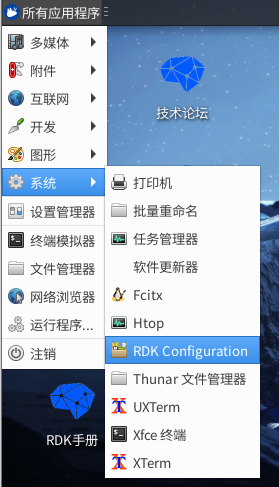 所有应用程序
多媒体
附件
互联网
开发
图形
系统
设置管理器
终端模拟器
文件管理器
网络浏览器
运行程序...
注销
技术论坛
打印机
批量重命名
任务管理器
软件更新器
Fcitx
Htop
RDK Configuration
Thunar 文件管理器
UXTerm
Xfce 终端
XTerm
RDK手册